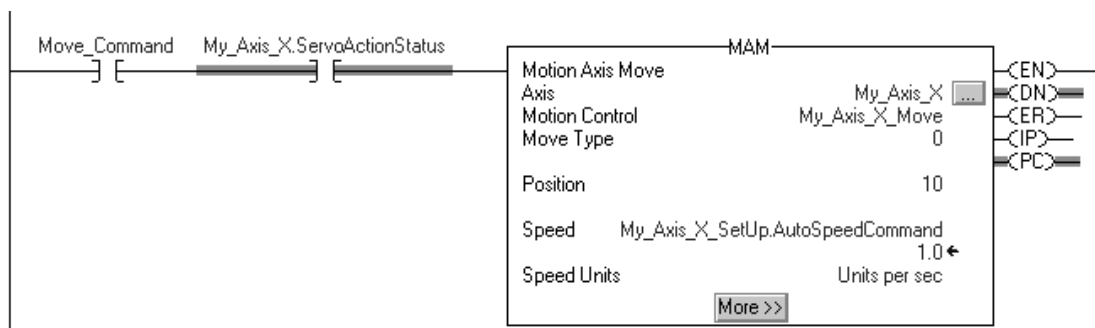 Move_Command My_Axis_X.ServoActionStatus
MAM
Motion Axis Move
Axis My_Axis_X ...
Motion Control My_Axis_X_Move
Move Type 0
Position 10
Speed My_Axis_X_SetUp.AutoSpeedCommand
1.0
Speed Units Units per sec
More >>
EN
DN
ER
IP
PC